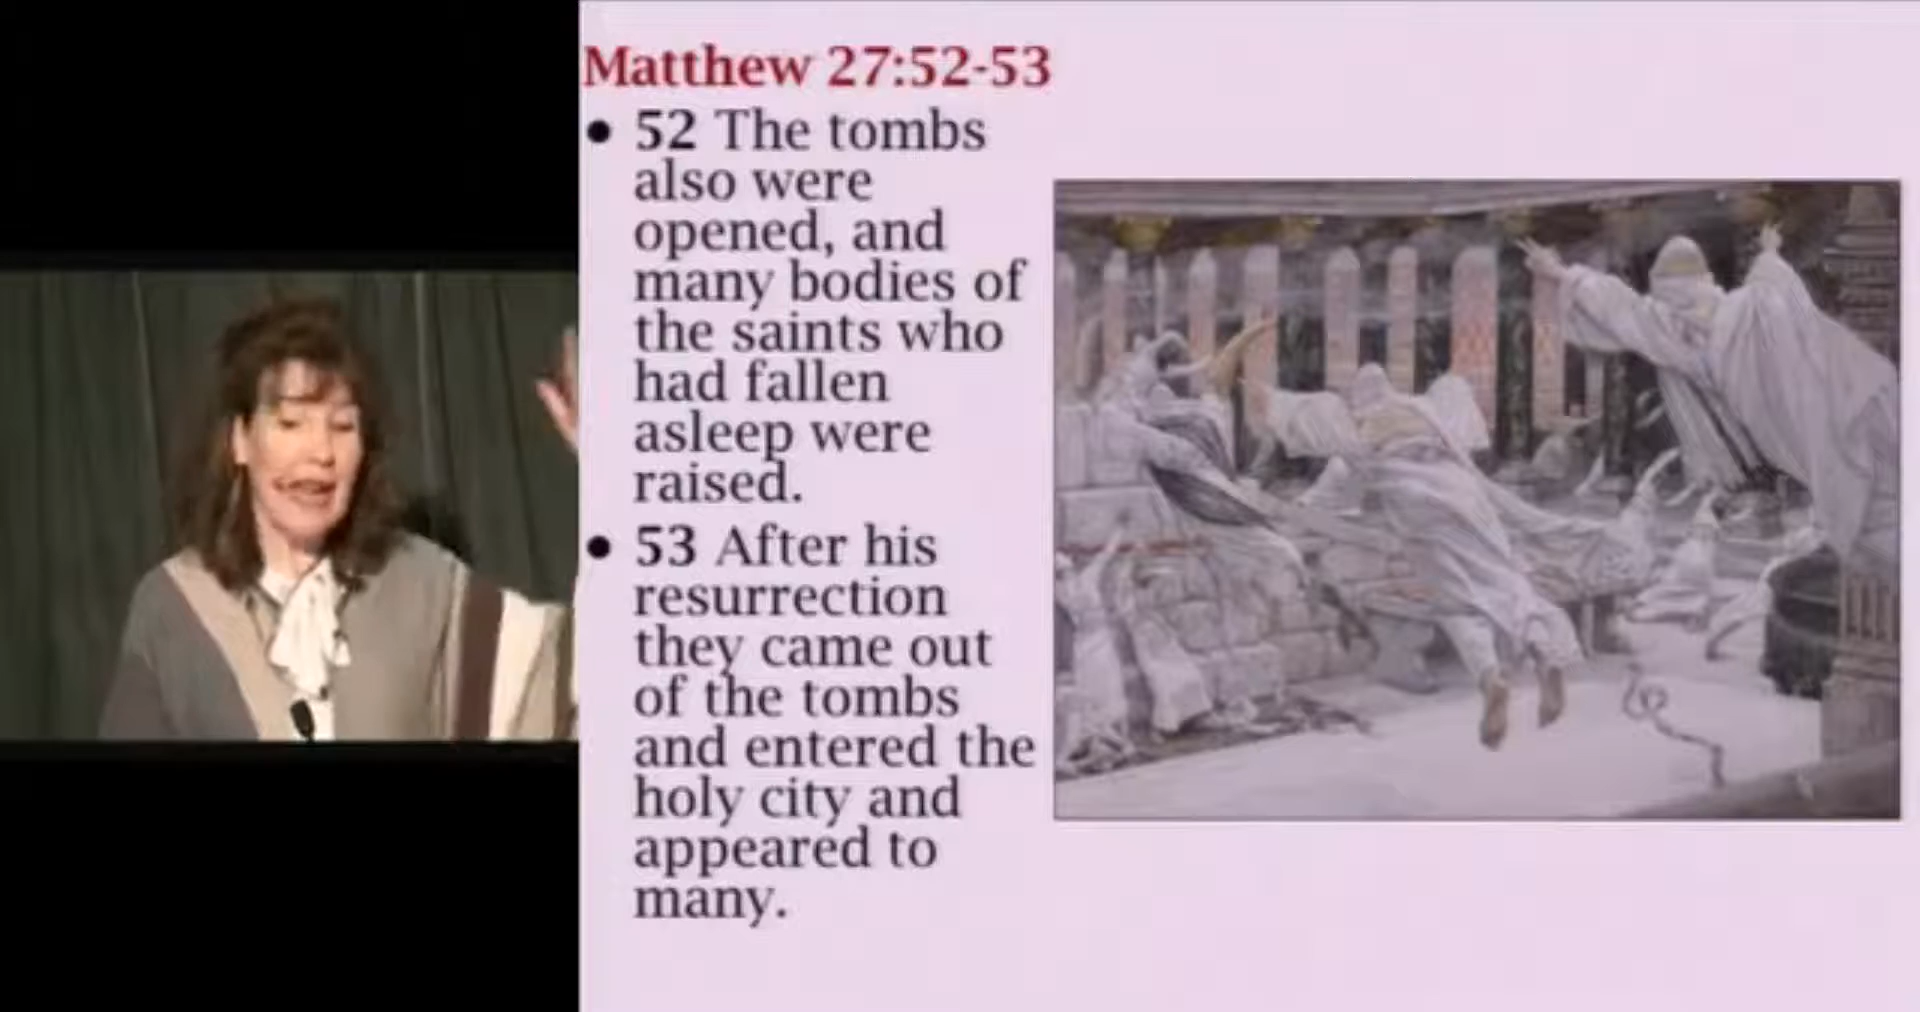 Matthew 27:52-53
• 52 The tombs
also were
opened, and
many bodies of
the saints who
had fallen
asleep were
raised.
• 53 After his
resurrection
they came out
of the tombs
and entered the
holy city and
appeared to
many.